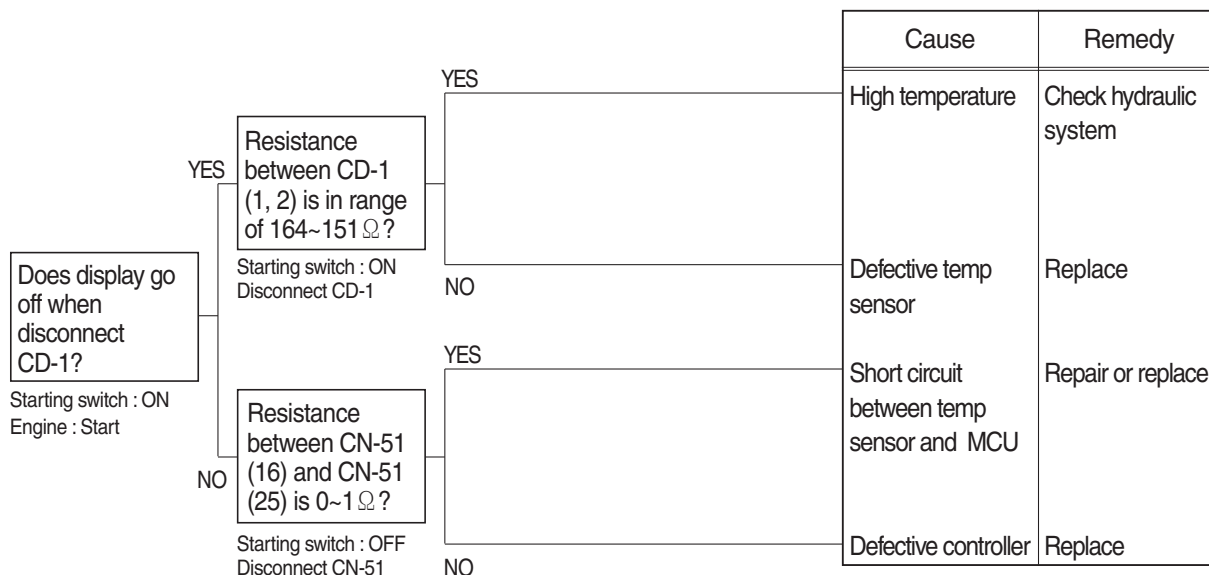 Does display go
off when
disconnect
CD-1?
Starting switch : ON
Engine : Start
YES
Resistance
between CD-1
(1, 2) is in range
of 164~151Ω?
Starting switch : ON
Disconnect CD-1
NO
Resistance
between CN-51
(16) and CN-51
(25) is 0~1Ω?
Starting switch : OFF
Disconnect CN-51
YES
NO
YES
NO
Cause
Remedy
High temperature
Check hydraulic
system
Defective temp
sensor
Replace
Short circuit
between temp
sensor and MCU
Repair or replace
Defective controller
Replace